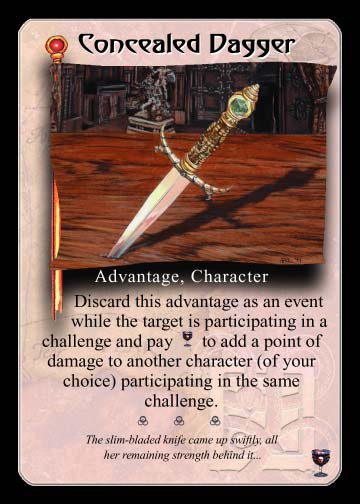 Concealed Dagger
Advantage, Character
Discard this advantage as an event
while the target is participating in a
challenge and pay to add a point of
damage to another character (of your
choice) participating in the same
challenge.
The slim-bladed knife came up swiftly, all
her remaining strength behind it...